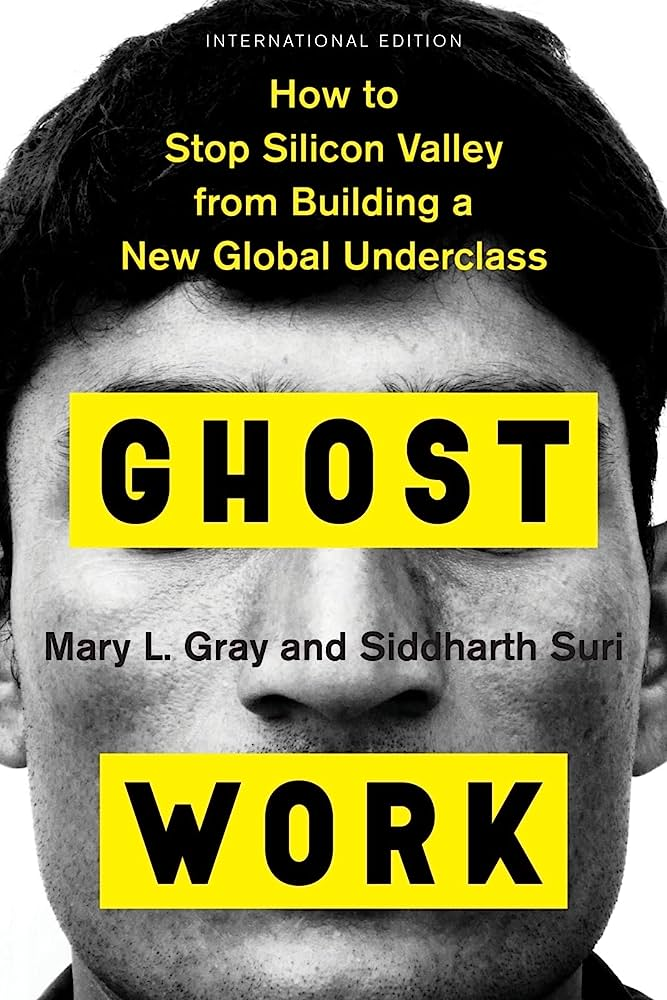 INTERNATIONAL EDITION
How to
Stop Silicon Valley
from Building a
New Global Underclass
GHOST
Mary L. Gray and Siddharth Suri
WORK